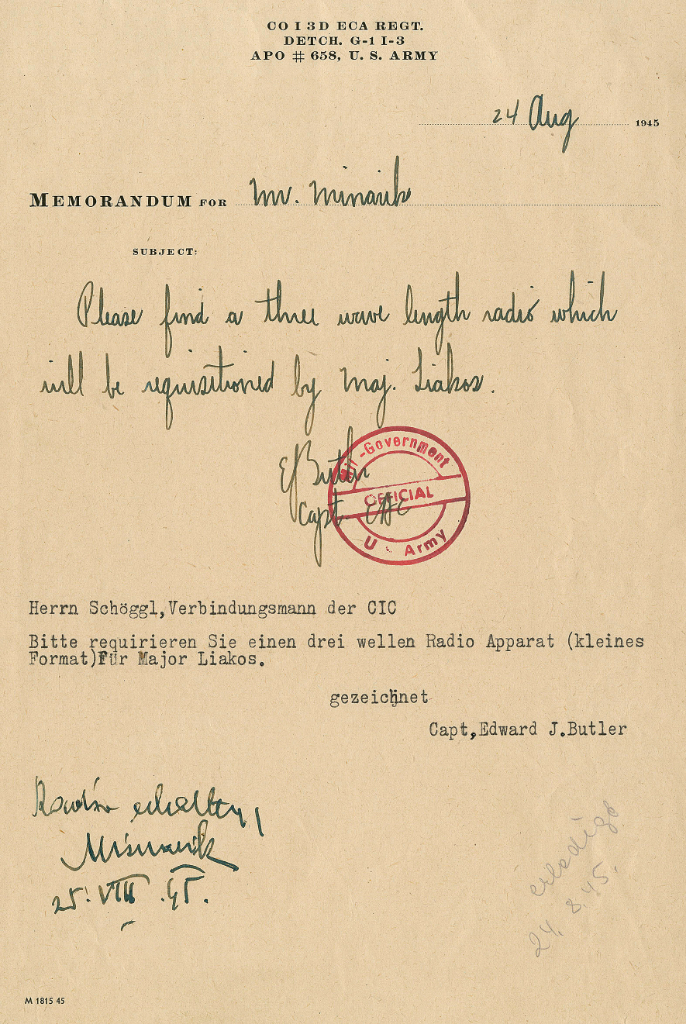 CO I 3D ECA REGT.
DETCH. G-1 I-3
APO # 658, U. S. ARMY
24 Aug 1945
MEMORANDUM FOR Mr. Minarik
SUBJECT:
Please find a three wave length radio which
will be requisitioned by Maj. Liakos.
EJ Butler
Capt CAC
Mil-Government
OFFICIAL
U. Army
Herrn Schöggl,Verbindungsmann der CIC
Bitte requirieren Sie einen drei wellen Radio Apparat (kleines
Format)Für Major Liakos.
gezeichnet
Capt,Edward J.Butler
Radio erhalten,
Minarik
25. VIII .45.
erledigt
24. 8. 45.
M 1815 45